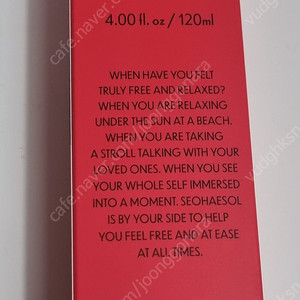 4.00 fl. oz / 120ml
WHEN HAVE YOU FELT
TRULY FREE AND RELAXED?
WHEN YOU ARE RELAXING
UNDER THE SUN AT A BEACH.
WHEN YOU ARE TAKING
A STROLL TALKING WITH YOUR
LOVED ONES. WHEN YOU SEE
YOUR WHOLE SELF IMMERSED
INTO A MOMENT. SEOHAESOL
IS BY YOUR SIDE TO HELP
YOU FEEL FREE AND AT EASE
AT ALL TIMES.